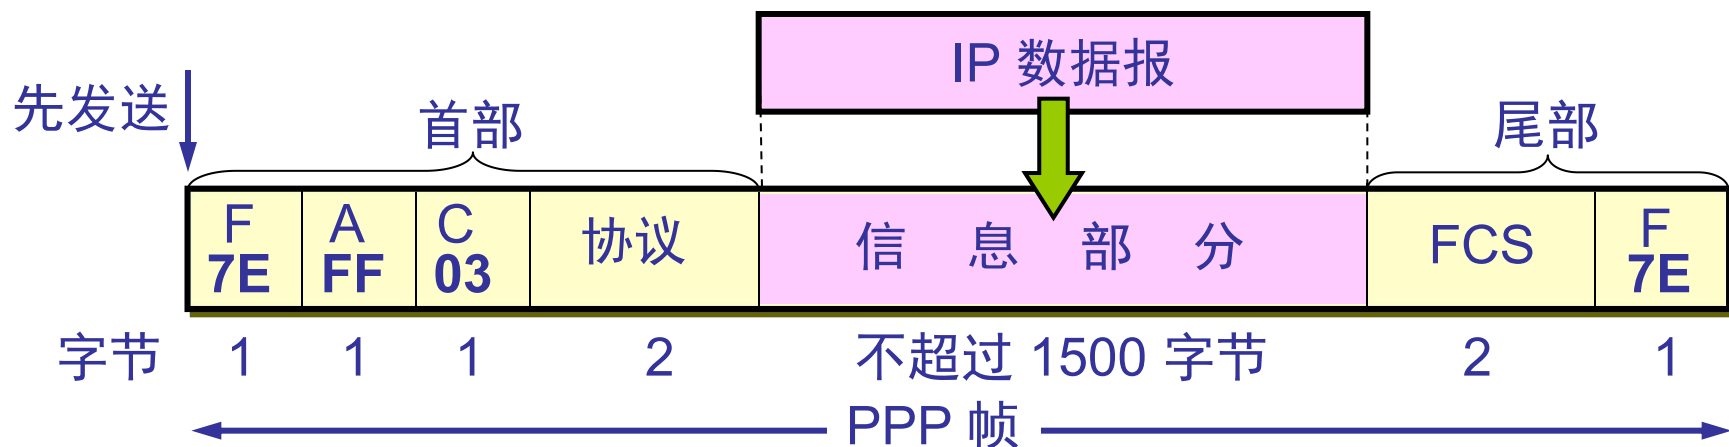 IP 数据报
先发送
首部
尾部
F A C 协议 信息部分 FCS F
7E FF 03 7E
字节 1 1 1 2 不超过 1500 字节 2 1
PPP 帧